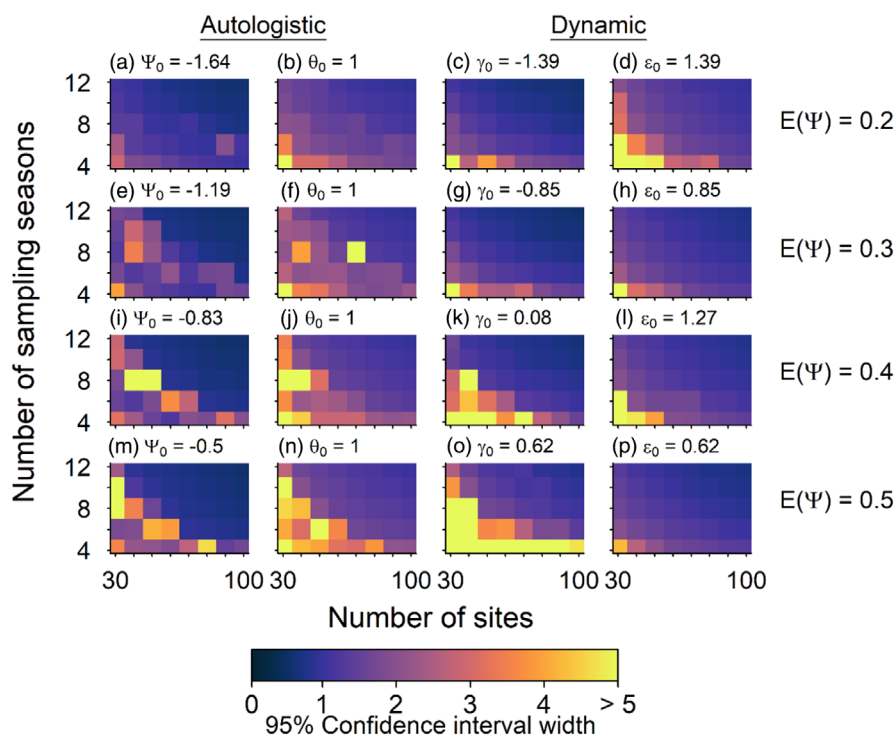 Autologistic Dynamic
(a) Ψ0 = -1.64 (b) θ0 = 1 (c) γ0 = -1.39 (d) ε0 = 1.39
12
8
4
E(Ψ) = 0.2
(e) Ψ0 = -1.19 (f) θ0 = 1 (g) γ0 = -0.85 (h) ε0 = 0.85
12
8
4
E(Ψ) = 0.3
(i) Ψ0 = -0.83 (j) θ0 = 1 (k) γ0 = 0.08 (l) ε0 = 1.27
12
8
4
E(Ψ) = 0.4
(m) Ψ0 = -0.5 (n) θ0 = 1 (o) γ0 = 0.62 (p) ε0 = 0.62
12
8
4
E(Ψ) = 0.5
Number of sampling seasons
30 100 30 100 30 100 30 100
Number of sites
0 1 2 3 4 > 5
95% Confidence interval width